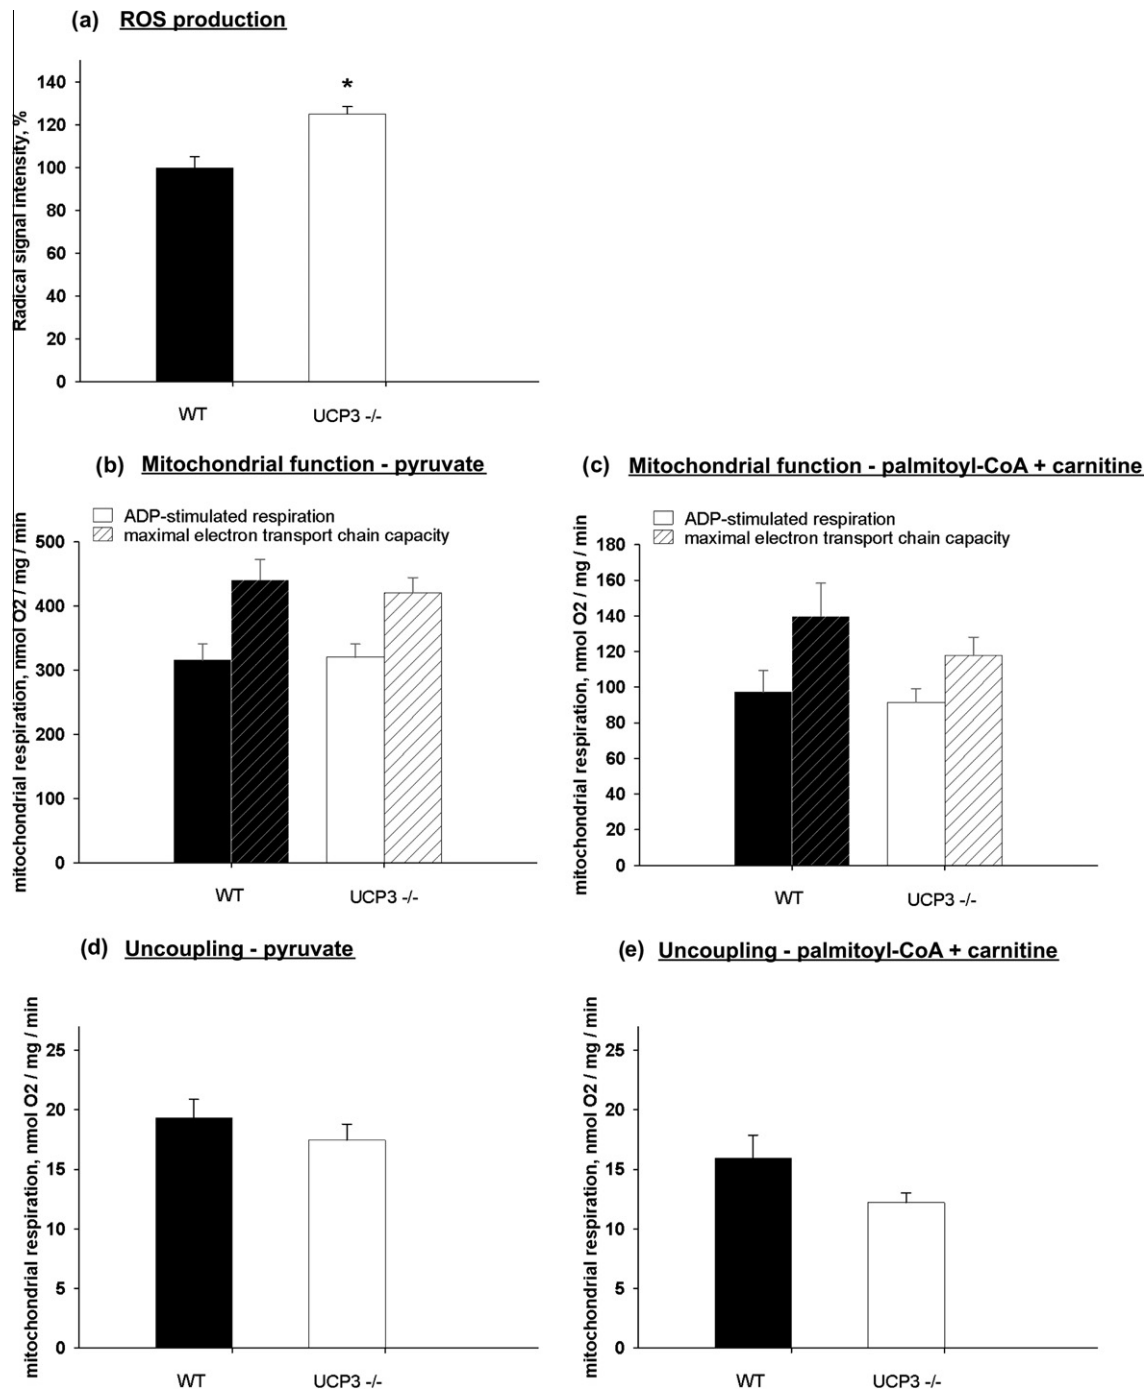 (a) ROS production
Radical signal intensity, %
140
120
100
80
60
40
20
0
*
WT
UCP3 -/-
(b) Mitochondrial function - pyruvate
ADP-stimulated respiration
maximal electron transport chain capacity
mitochondrial respiration, nmol O2 / mg / min
500
400
300
200
100
0
WT
UCP3 -/-
(c) Mitochondrial function - palmitoyl-CoA + carnitine
ADP-stimulated respiration
maximal electron transport chain capacity
mitochondrial respiration, nmol O2 / mg / min
180
160
140
120
100
80
60
40
20
0
WT
UCP3 -/-
(d) Uncoupling - pyruvate
mitochondrial respiration, nmol O2 / mg / min
25
20
15
10
5
0
WT
UCP3 -/-
(e) Uncoupling - palmitoyl-CoA + carnitine
mitochondrial respiration, nmol O2 / mg / min
25
20
15
10
5
0
WT
UCP3 -/-